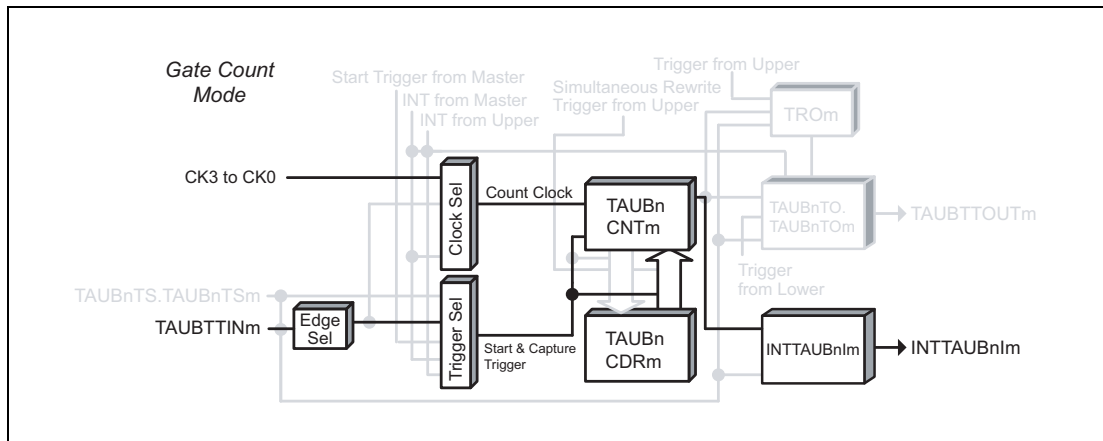 Gate Count
Mode
Start Trigger from Master
INT from Master
INT from Upper
Simultaneous Rewrite
Trigger from Upper
Trigger from Upper
TROm
CK3 to CK0
Clock Sel
Count Clock
TAUBn
CNTm
TAUBnTO.
TAUBnTOm
TAUBTTOUTm
Trigger
from
Lower
TAUBnTS.TAUBnTSm
TAUBTTINm
Edge
Sel
Trigger Sel
Start & Capture
Trigger
TAUBn
CDRm
INTTAUBnIm
INTTAUBnIm